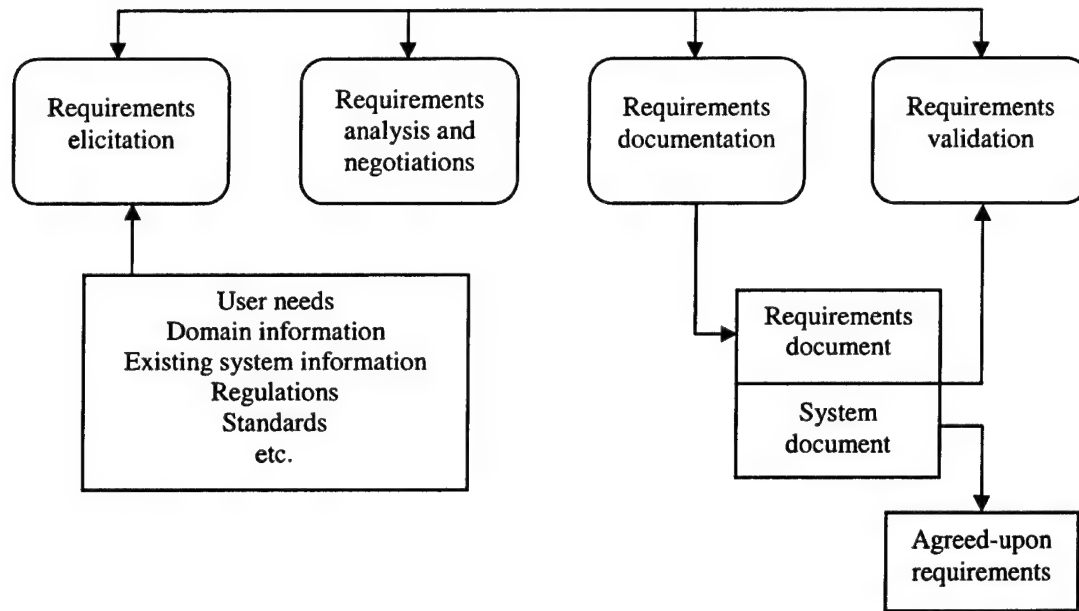 Requirements
elicitation
Requirements
analysis and
negotiations
Requirements
documentation
Requirements
validation
User needs
Domain information
Existing system information
Regulations
Standards
etc.
Requirements
document
System
document
Agreed-upon
requirements